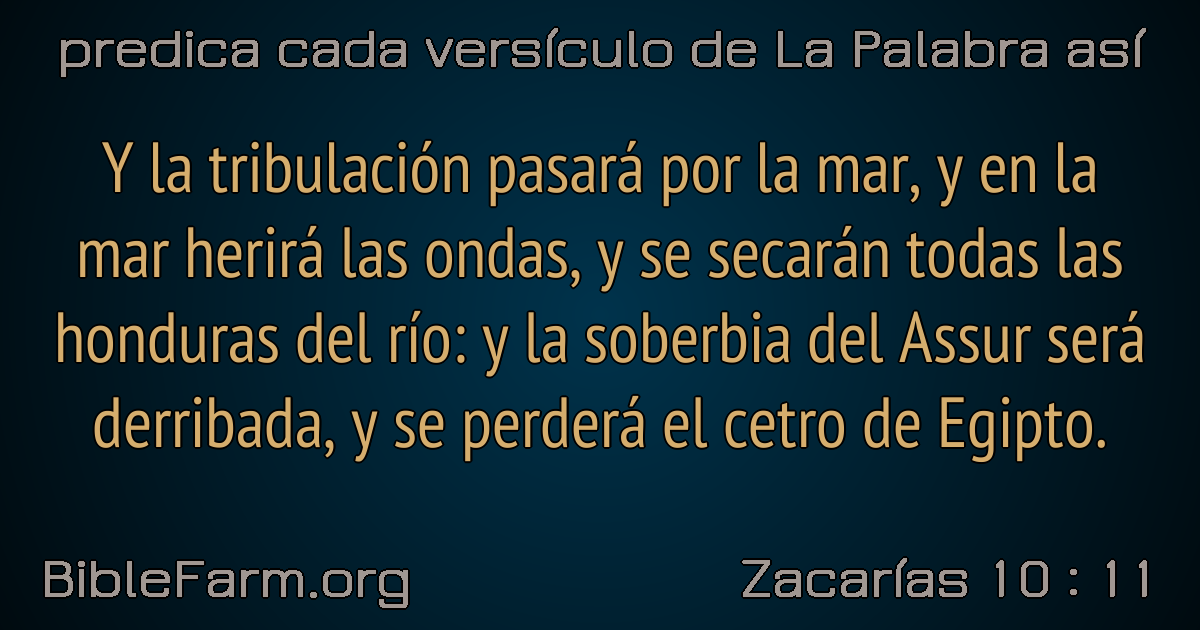 predica cada versículo de La Palabra así
Y la tribulación pasará por la mar, y en la
mar herirá las ondas, y se secarán todas las
honduras del río: y la soberbia del Assur será
derribada, y se perderá el cetro de Egipto.
BibleFarm.org
Zacarías 10 : 11